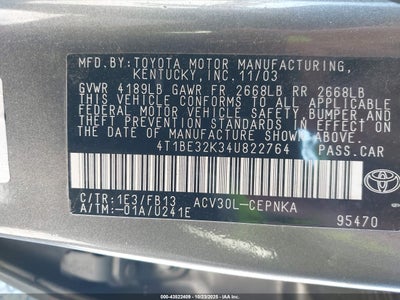 MFD.BY:TOYOTA MOTOR MANUFACTURING,
KENTUCKY,INC.11/03
GVWR 4189LB GAWR FR 2668LB RR 2668LB
THIS VEHICLE CONFORMS TO ALL APPLICABLE
FEDERAL MOTOR VEHICLE SAFETY,BUMPER,AND
THEFT PREVENTION STANDARDS IN EFFECT ON
THE DATE OF MANUFACTURE SHOWN ABOVE.
4T1BE32K34U822764 PASS.CAR
C/TR:1E3/FB13 ACV30L-CEPNKA
A/TM:-01A/U241E 95470
TOYOTA
000-43522409 - 10/23/2025 - IAA